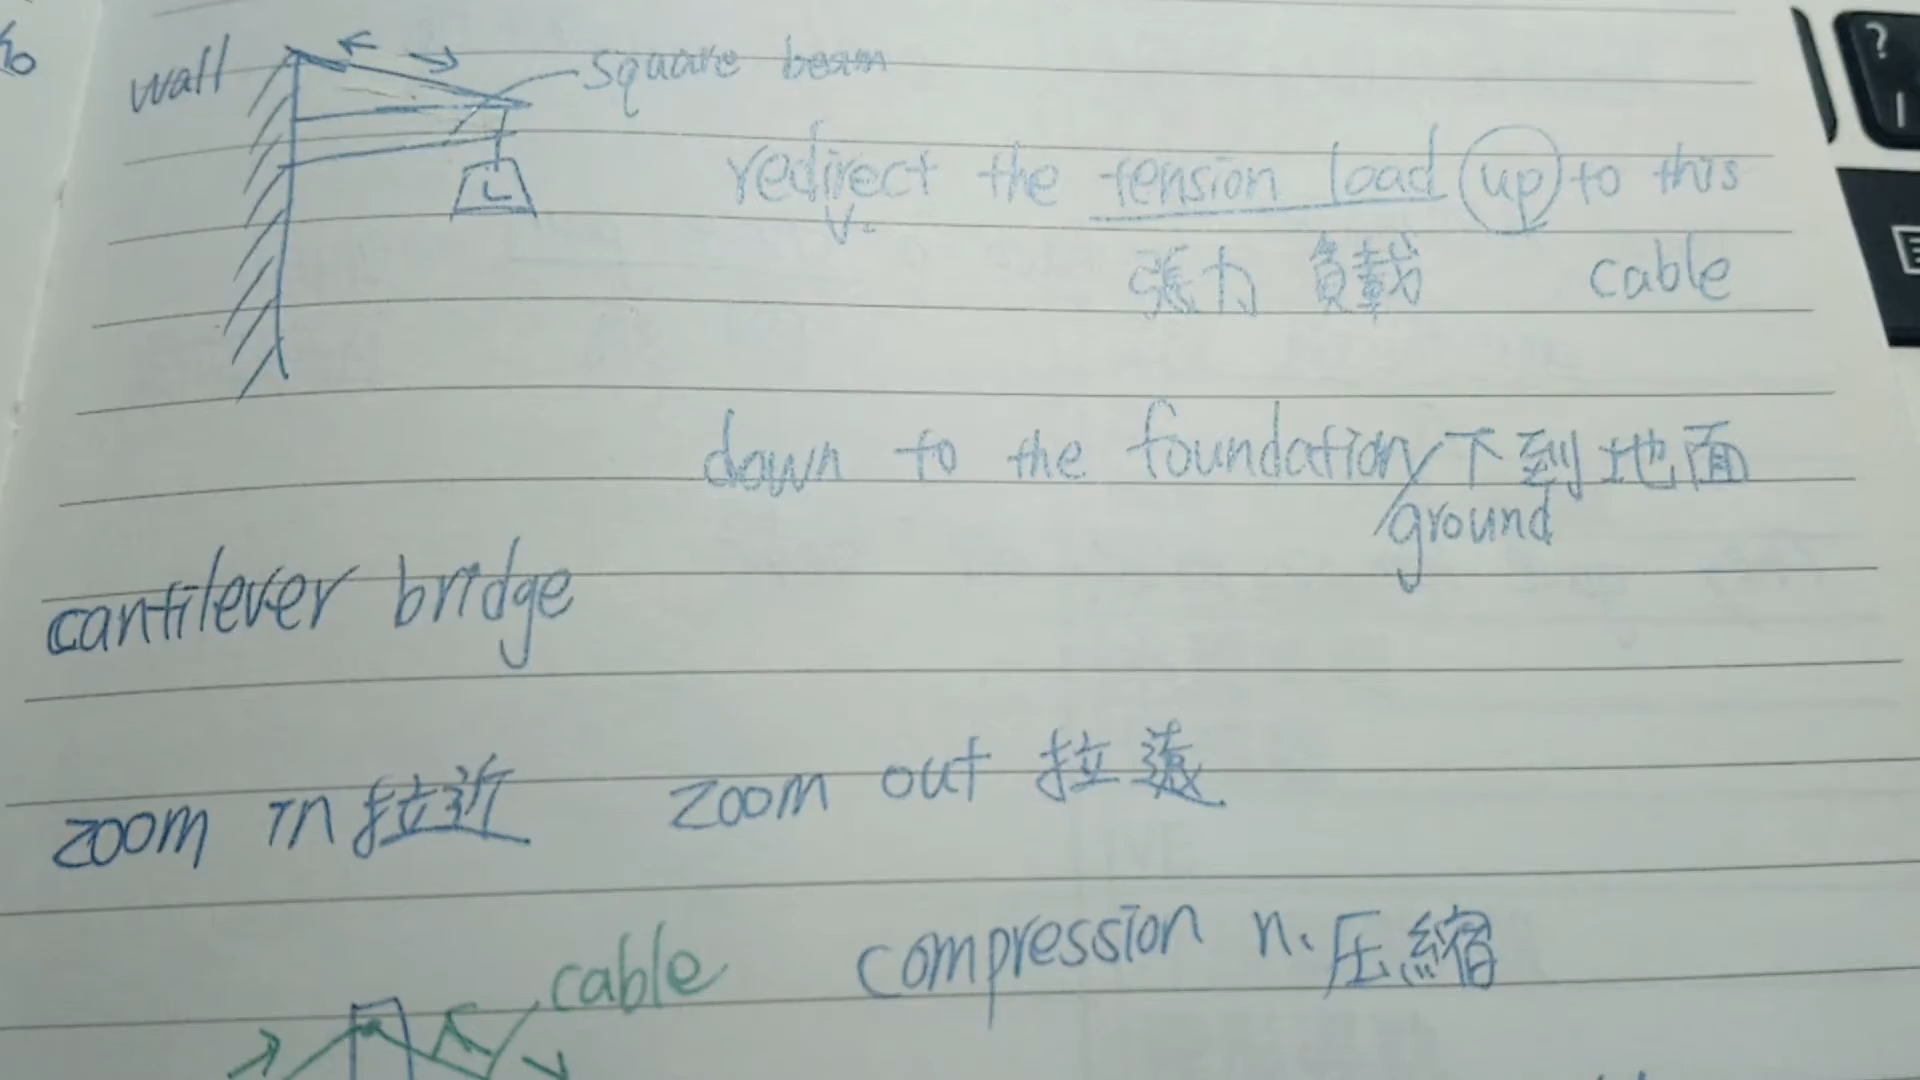 wall
square beam
L
redirect the tension load up to this
v.
張力 負載 cable
down to the foundation/下到地面
ground
cantilever bridge
zoom in 拉近 zoom out 拉遠
compression n. 压縮
cable